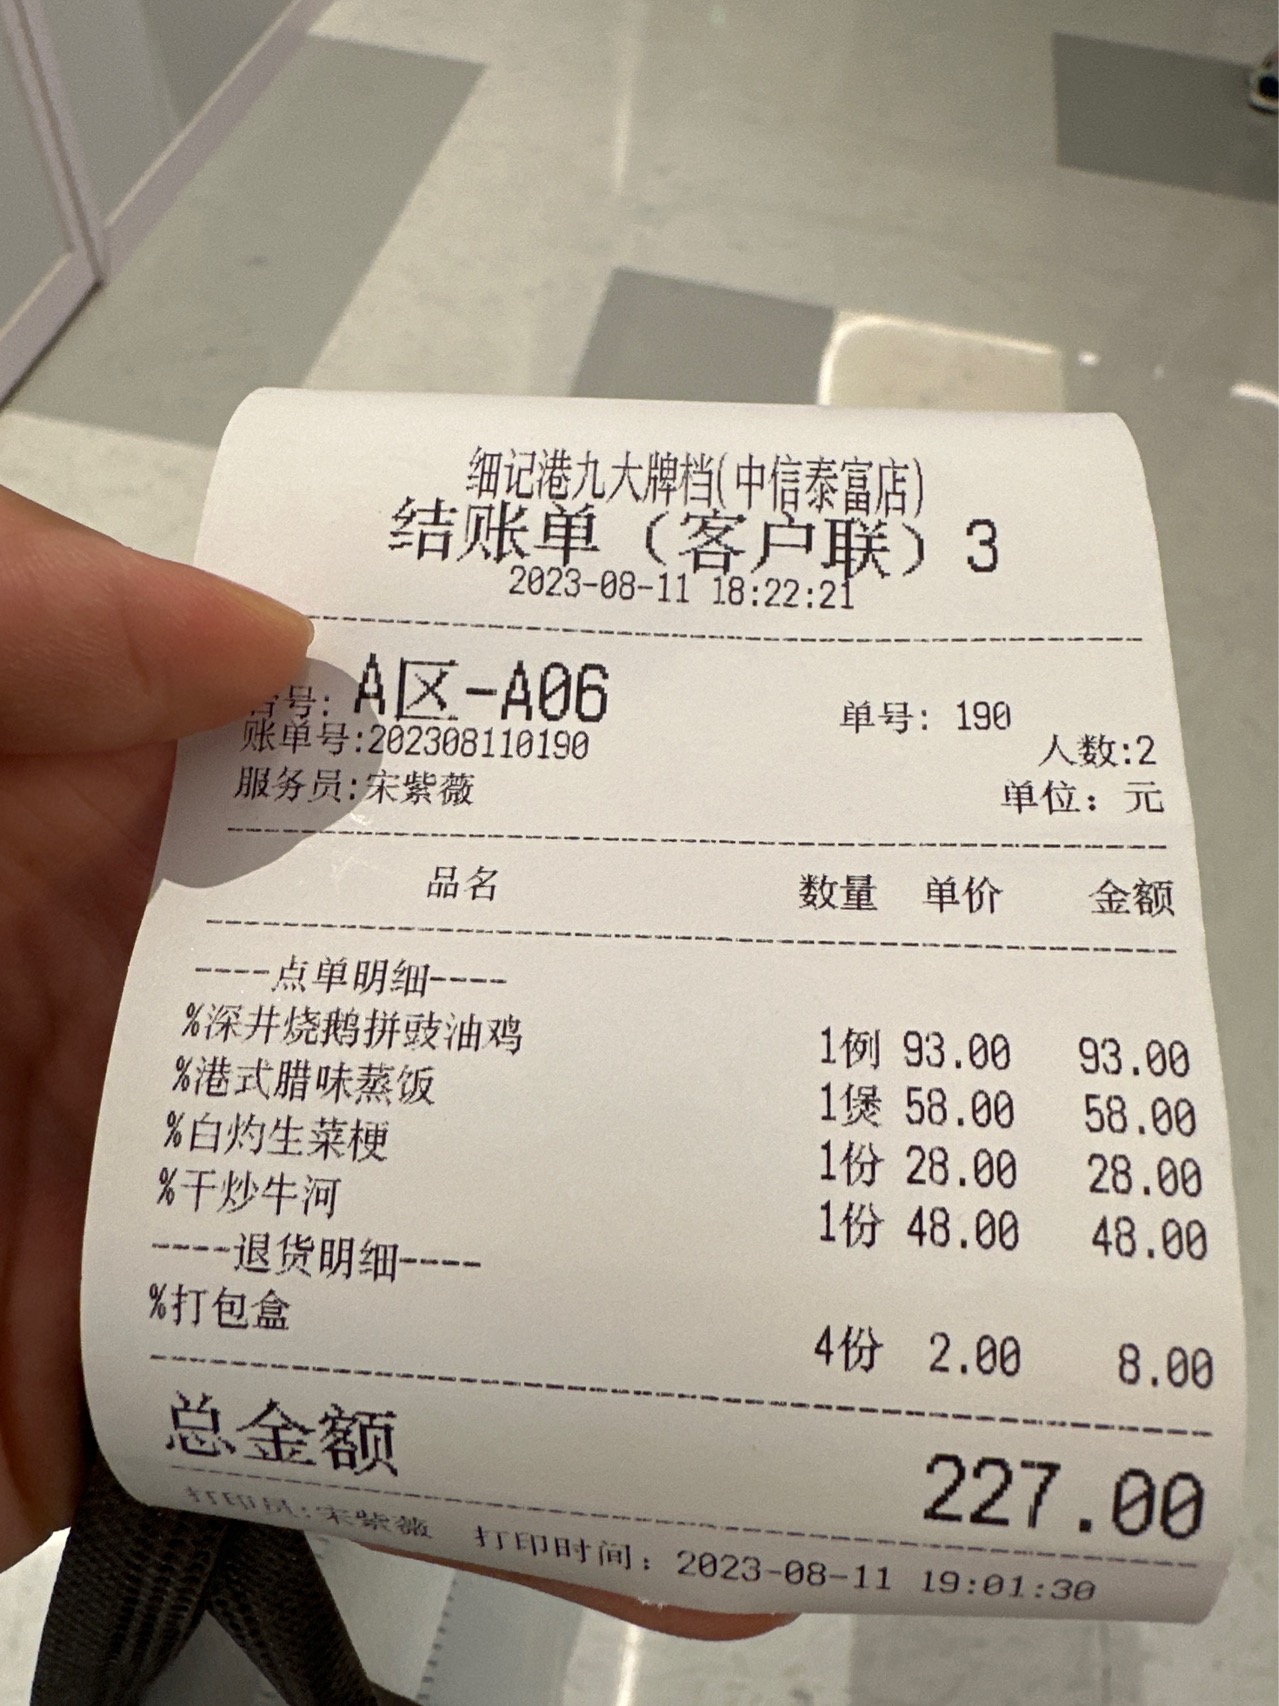 细记港九大牌档(中信泰富店)
结账单（客户联）3
2023-08-11 18:22:21
台号: A区-A06 单号: 190
账单号:202308110190 人数:2
服务员:宋紫薇 单位: 元
品名 数量 单价 金额
----点单明细----
%深井烧鹅拼豉油鸡 1例 93.00 93.00
%港式腊味蒸饭 1煲 58.00 58.00
%白灼生菜梗 1份 28.00 28.00
%干炒牛河 1份 48.00 48.00
----退货明细----
%打包盒 4份 2.00 8.00
总金额 227.00
打印员:宋紫薇 打印时间: 2023-08-11 19:01:30